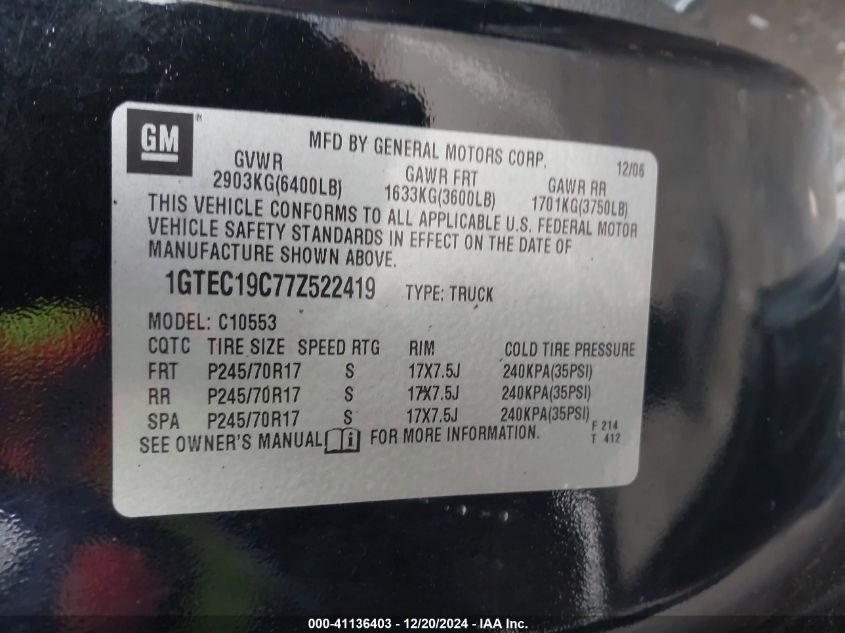 GM®
MFD BY GENERAL MOTORS CORP. 12/06
GVWR GAWR FRT GAWR RR
2903KG(6400LB) 1633KG(3600LB) 1701KG(3750LB)
THIS VEHICLE CONFORMS TO ALL APPLICABLE U.S. FEDERAL MOTOR
VEHICLE SAFETY STANDARDS IN EFFECT ON THE DATE OF
MANUFACTURE SHOWN ABOVE.
1GTEC19C77Z522419 TYPE: TRUCK
MODEL: C10553
CQTC TIRE SIZE SPEED RTG RIM COLD TIRE PRESSURE
FRT P245/70R17 S 17X7.5J 240KPA(35PSI)
RR P245/70R17 S 17X7.5J 240KPA(35PSI)
SPA P245/70R17 S 17X7.5J 240KPA(35PSI)
SEE OWNER'S MANUAL i FOR MORE INFORMATION.
F 214
T 412
000-41136403 - 12/20/2024 - IAA Inc.